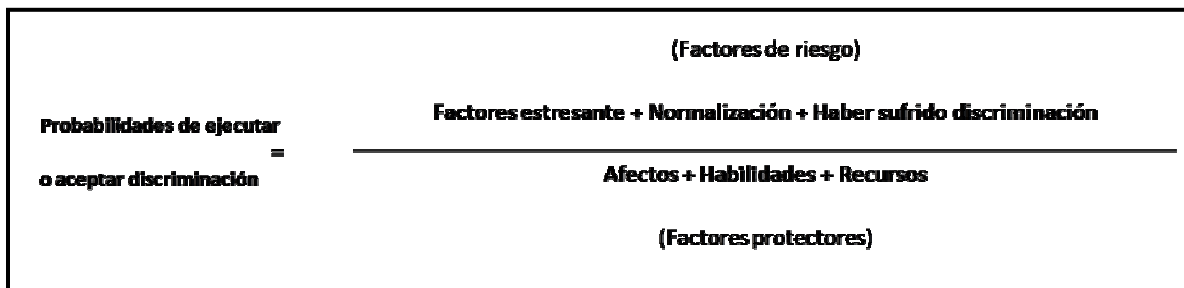 (Factores de riesgo)
Factores estresante + Normalización + Haber sufrido discriminación
Probabilidades de ejecutar
=
o aceptar discriminación
Afectos + Habilidades + Recursos
(Factores protectores)